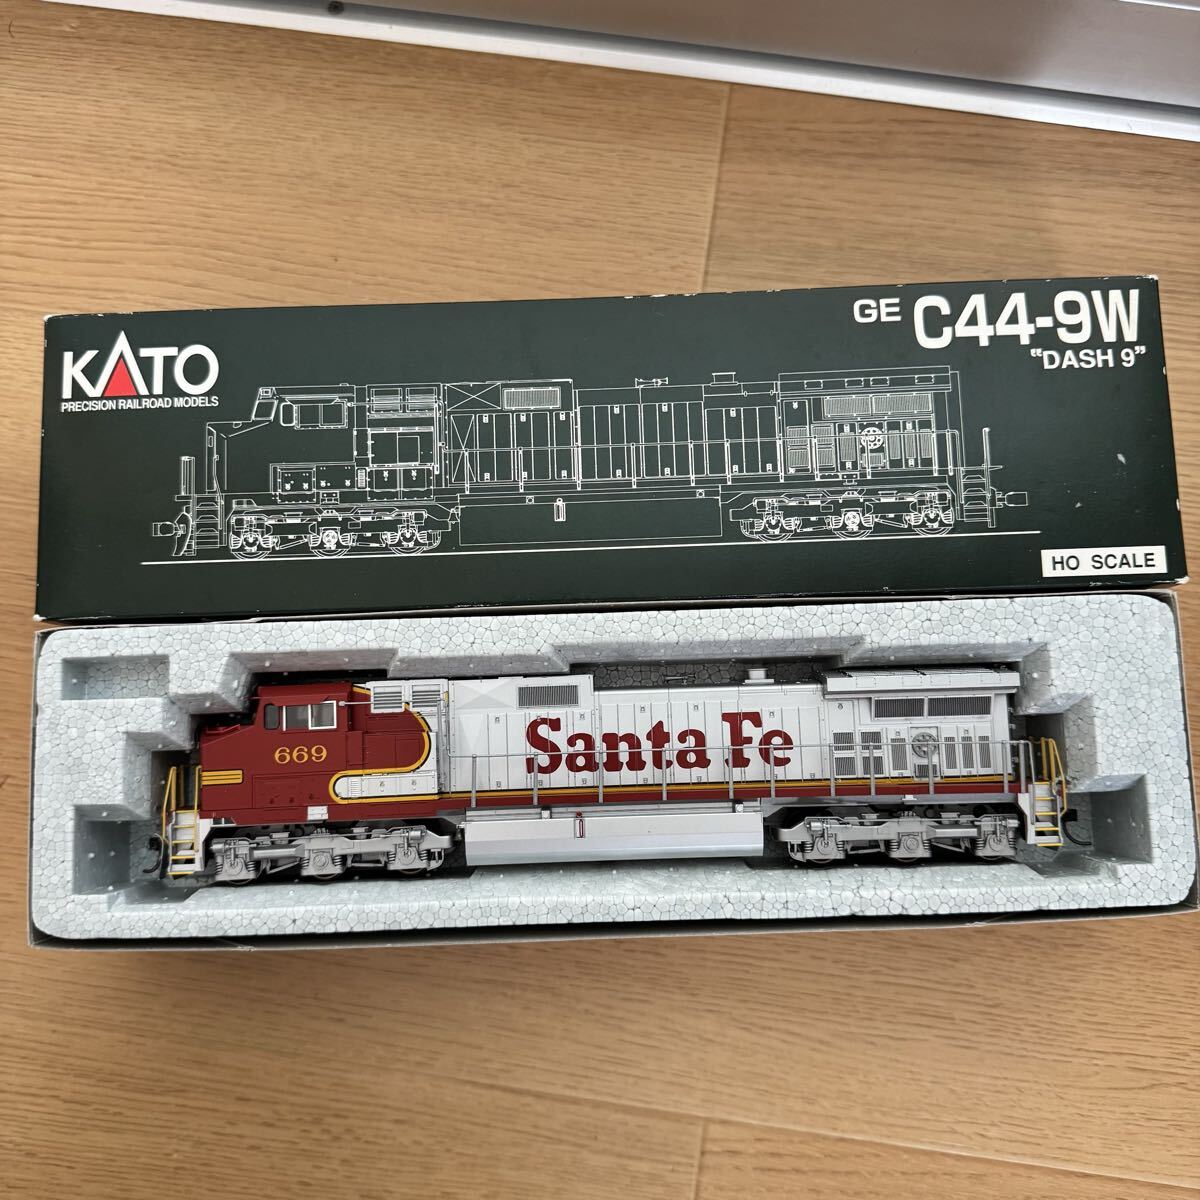 KATO
PRECISION RAILROAD MODELS
GE C44-9W
"DASH 9"
HO SCALE
669
Santa Fe